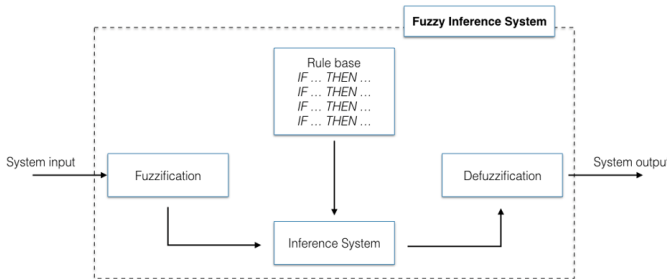 Fuzzy Inference System
Rule base
IF ... THEN ...
IF ... THEN ...
IF ... THEN ...
IF ... THEN ...
System input
Fuzzification
Defuzzification
System outpu
Inference System